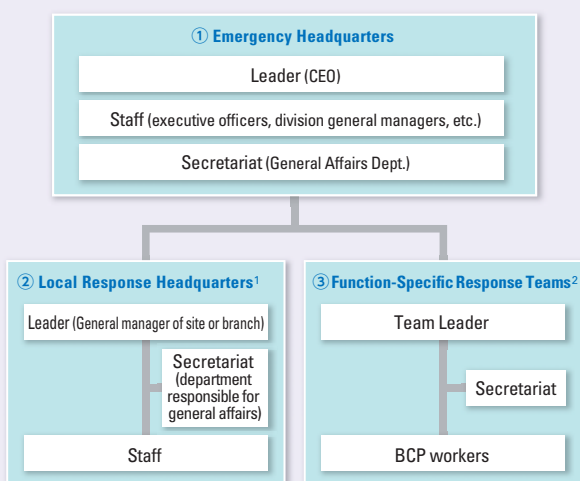 ① Emergency Headquarters
Leader (CEO)
Staff (executive officers, division general managers, etc.)
Secretariat (General Affairs Dept.)
② Local Response Headquarters¹
Leader (General manager of site or branch)
Secretariat
(department
responsible for
general affairs)
Staff
③ Function-Specific Response Teams²
Team Leader
Secretariat
BCP workers